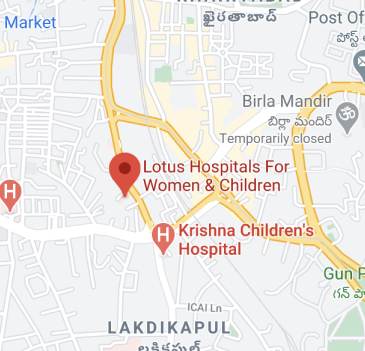 ఖైరతాబాద్
Market
Post Of
పోస్ట్
Birla Mandir
బిర్లా మందిర్
Temporarily closed
Lotus Hospitals For
Women & Children
H
H
Krishna Children's
Hospital
Gun P
గన్ పా
ICAI Ln
LAKDIKAPUL
లకిడికాపూల్